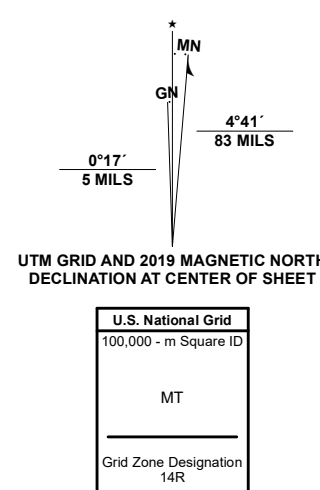 ★
MN
GN
4°41´
83 MILS
0°17´
5 MILS
UTM GRID AND 2019 MAGNETIC NORTH
DECLINATION AT CENTER OF SHEET
U.S. National Grid
100,000 - m Square ID
MT
Grid Zone Designation
14R